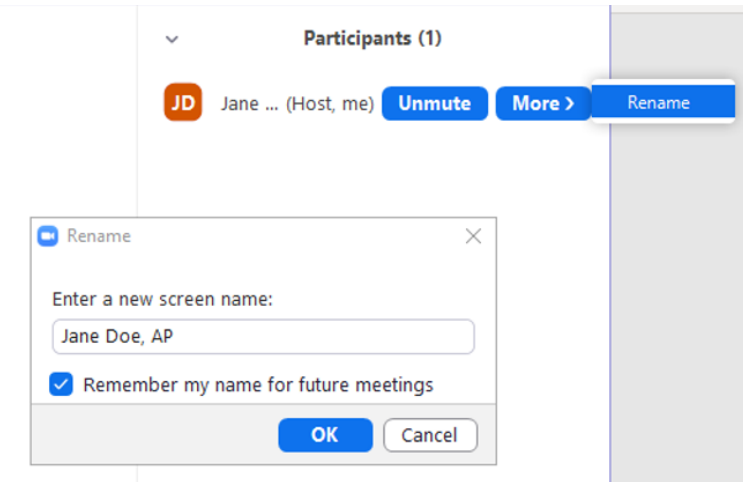 Participants (1)
JD Jane ... (Host, me) Unmute More > Rename
Rename
Enter a new screen name:
Jane Doe, AP
Remember my name for future meetings
OK Cancel